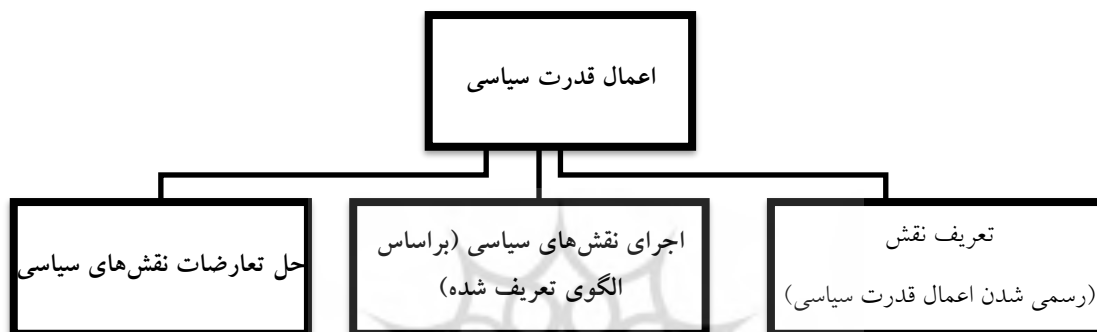 اعمال قدرت سیاسی
تعریف نقش
(رسمی شدن اعمال قدرت سیاسی)
اجرای نقش‌های سیاسی (براساس
الگوی تعریف شده)
حل تعارضات نقش‌های سیاسی